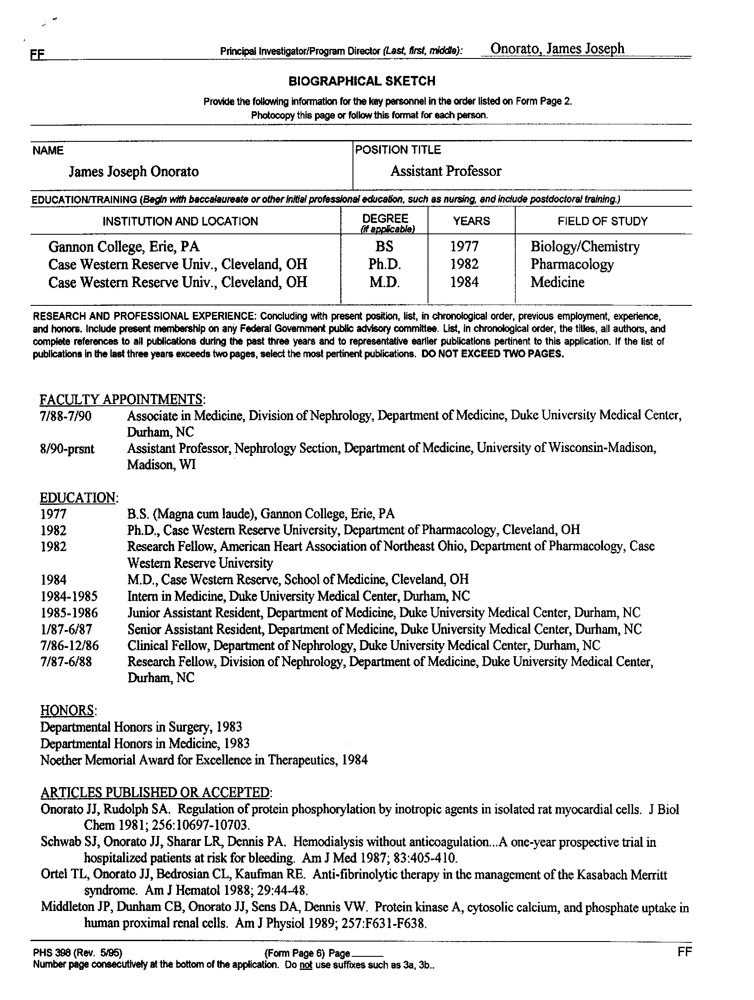 FF Principal Investigator/Program Director (Last, first, middle): Onorato, James Joseph
BIOGRAPHICAL SKETCH
Provide the following information for the key personnel in the order listed on Form Page 2.
Photocopy this page or follow this format for each person.
NAME POSITION TITLE
James Joseph Onorato Assistant Professor
EDUCATION/TRAINING (Begin with baccalaureate or other initial professional education, such as nursing, and include postdoctoral training.)
INSTITUTION AND LOCATION DEGREE (if applicable) YEARS FIELD OF STUDY
Gannon College, Erie, PA BS 1977 Biology/Chemistry
Case Western Reserve Univ., Cleveland, OH Ph.D. 1982 Pharmacology
Case Western Reserve Univ., Cleveland, OH M.D. 1984 Medicine
RESEARCH AND PROFESSIONAL EXPERIENCE: Concluding with present position, list, in chronological order, previous employment, experience,
and honors. Include present membership on any Federal Government public advisory committee. List, in chronological order, the titles, all authors, and
complete references to all publications during the past three years and to representative earlier publications pertinent to this application. If the list of
publications in the last three years exceeds two pages, select the most pertinent publications. DO NOT EXCEED TWO PAGES.
FACULTY APPOINTMENTS:
7/88-7/90 Associate in Medicine, Division of Nephrology, Department of Medicine, Duke University Medical Center,
Durham, NC
8/90-prsnt Assistant Professor, Nephrology Section, Department of Medicine, University of Wisconsin-Madison,
Madison, WI
EDUCATION:
1977 B.S. (Magna cum laude), Gannon College, Erie, PA
1982 Ph.D., Case Western Reserve University, Department of Pharmacology, Cleveland, OH
1982 Research Fellow, American Heart Association of Northeast Ohio, Department of Pharmacology, Case
Western Reserve University
1984 M.D., Case Western Reserve, School of Medicine, Cleveland, OH
1984-1985 Intern in Medicine, Duke University Medical Center, Durham, NC
1985-1986 Junior Assistant Resident, Department of Medicine, Duke University Medical Center, Durham, NC
1/87-6/87 Senior Assistant Resident, Department of Medicine, Duke University Medical Center, Durham, NC
7/86-12/86 Clinical Fellow, Department of Nephrology, Duke University Medical Center, Durham, NC
7/87-6/88 Research Fellow, Division of Nephrology, Department of Medicine, Duke University Medical Center,
Durham, NC
HONORS:
Departmental Honors in Surgery, 1983
Departmental Honors in Medicine, 1983
Noether Memorial Award for Excellence in Therapeutics, 1984
ARTICLES PUBLISHED OR ACCEPTED:
Onorato JJ, Rudolph SA. Regulation of protein phosphorylation by inotropic agents in isolated rat myocardial cells. J Biol
Chem 1981; 256:10697-10703.
Schwab SJ, Onorato JJ, Sharar LR, Dennis PA. Hemodialysis without anticoagulation...A one-year prospective trial in
hospitalized patients at risk for bleeding. Am J Med 1987; 83:405-410.
Ortel TL, Onorato JJ, Bedrosian CL, Kaufman RE. Anti-fibrinolytic therapy in the management of the Kasabach Merritt
syndrome. Am J Hematol 1988; 29:44-48.
Middleton JP, Dunham CB, Onorato JJ, Sens DA, Dennis VW. Protein kinase A, cytosolic calcium, and phosphate uptake in
human proximal renal cells. Am J Physiol 1989; 257:F631-F638.
PHS 398 (Rev. 5/95) (Form Page 6) Page FF
Number page consecutively at the bottom of the application. Do not use suffixes such as 3a, 3b..